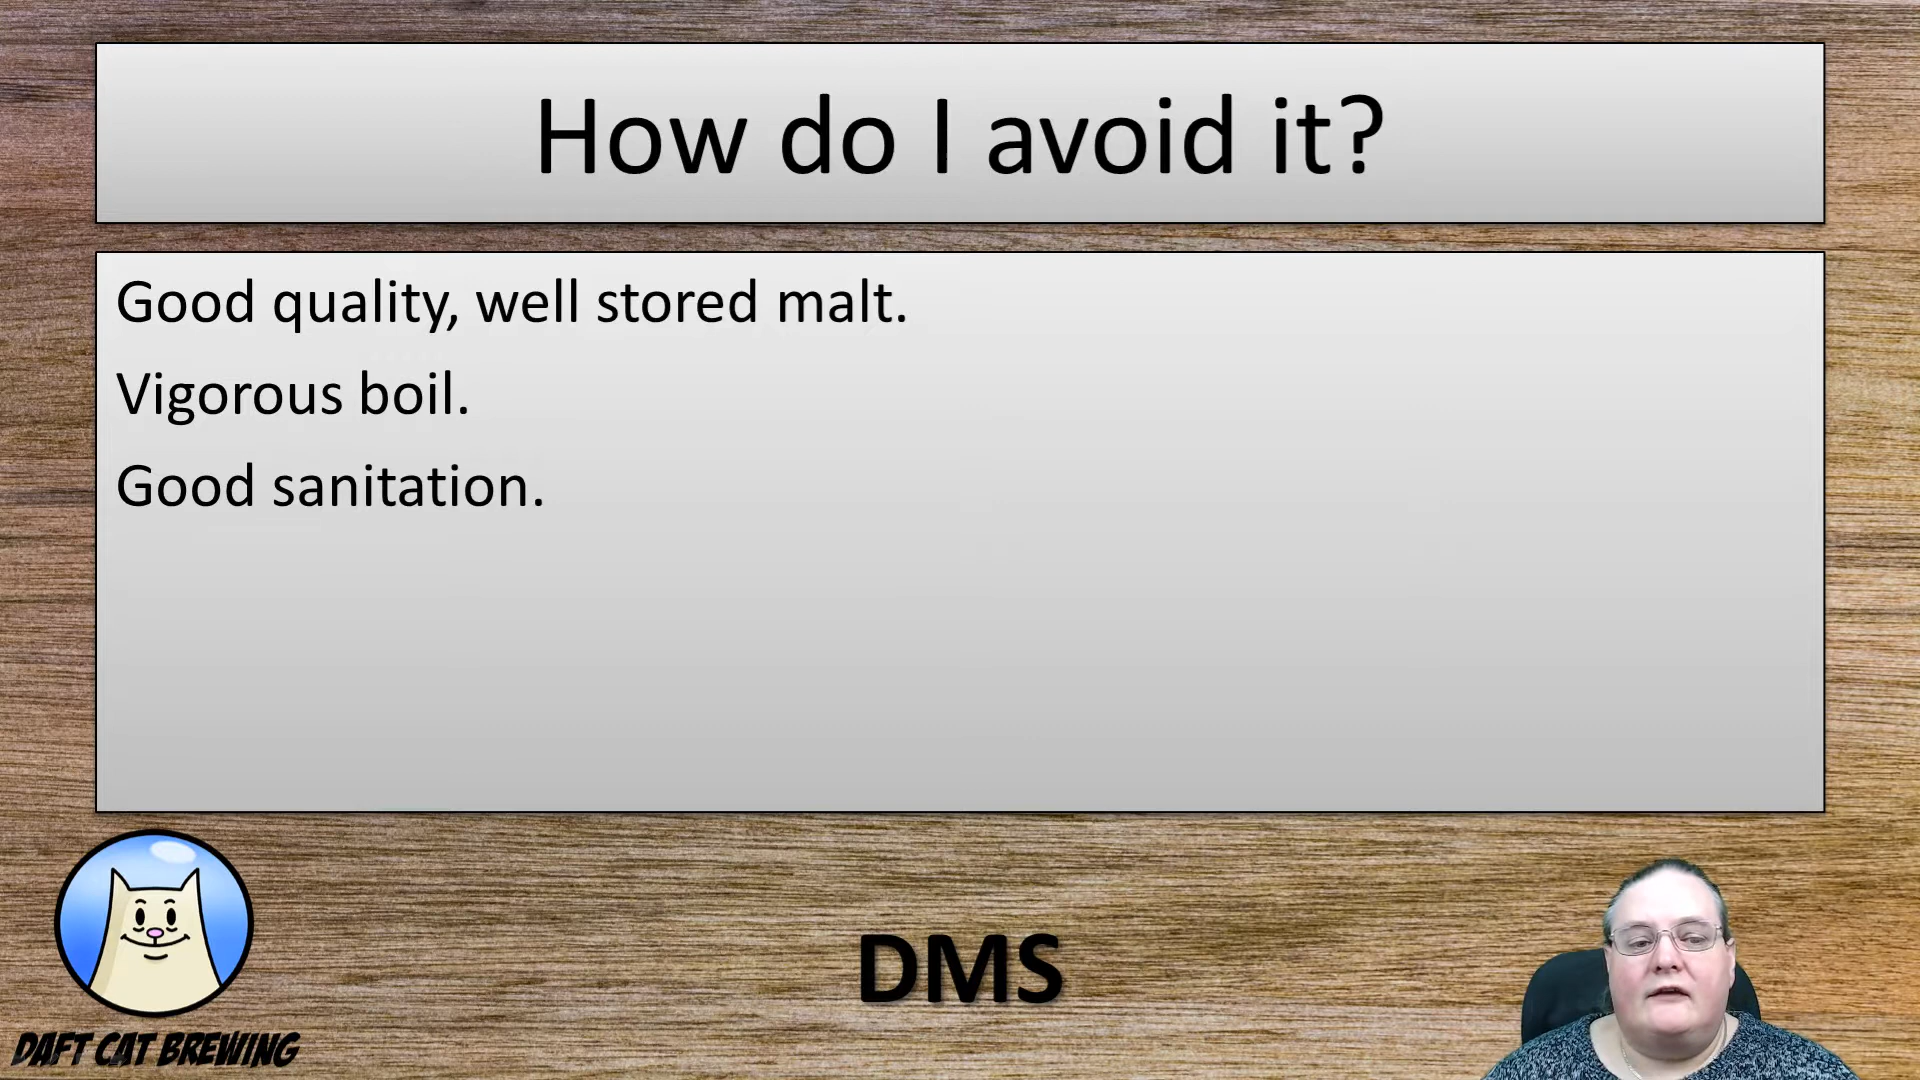 How do I avoid it?
Good quality, well stored malt.
Vigorous boil.
Good sanitation.
DMS
DAFT CAT BREWING